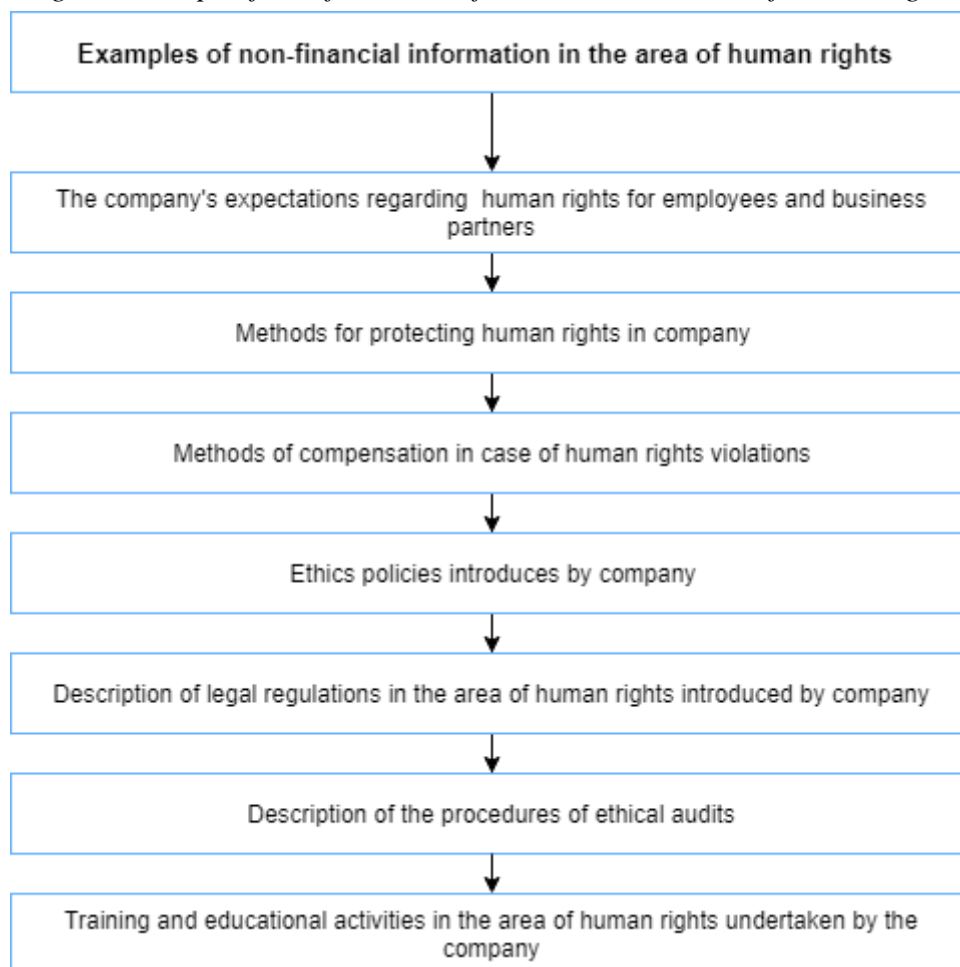 Examples of non-financial information in the area of human rights
The company's expectations regarding human rights for employees and business
partners
Methods for protecting human rights in company
Methods of compensation in case of human rights violations
Ethics policies introduces by company
Description of legal regulations in the area of human rights introduced by company
Description of the procedures of ethical audits
Training and educational activities in the area of human rights undertaken by the
company